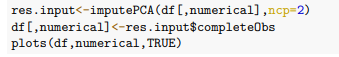 res.input<-imputePCA(df[,numerical],ncp=2)
df[,numerical]<-res.input$completeObs
plots(df,numerical,TRUE)